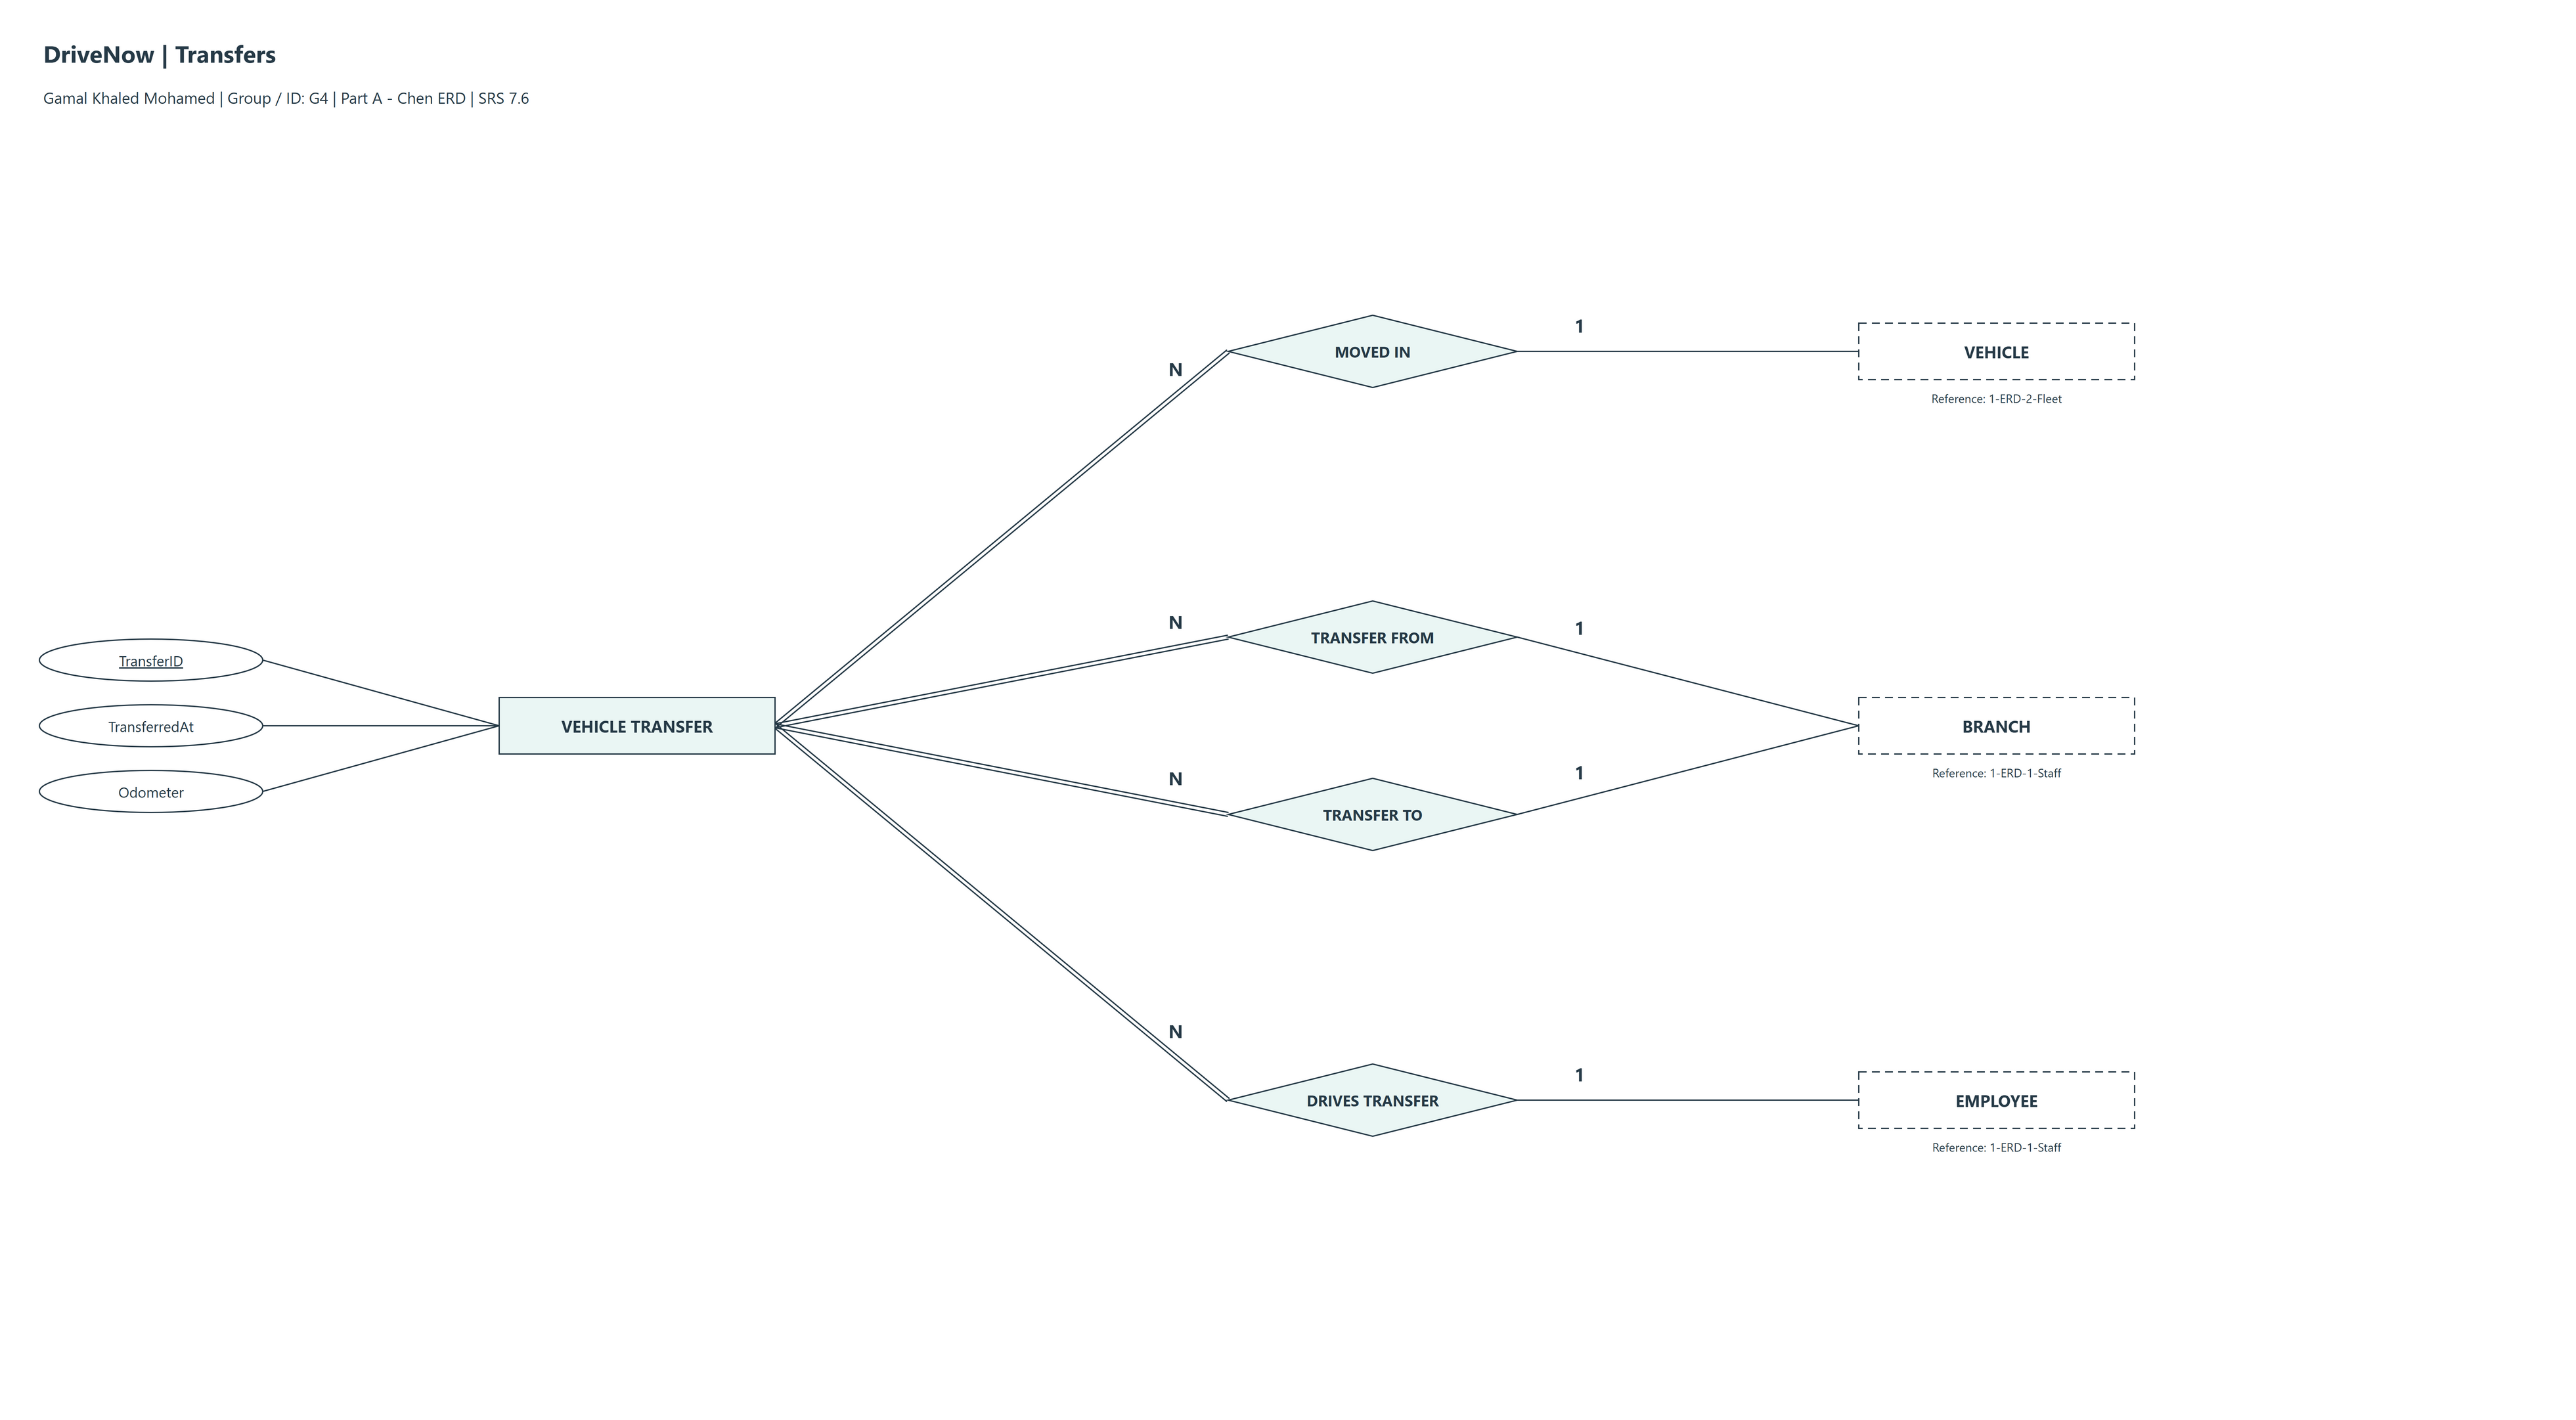 DriveNow | Transfers
Gamal Khaled Mohamed | Group / ID: G4 | Part A - Chen ERD | SRS 7.6
1
MOVED IN
VEHICLE
N
Reference: 1-ERD-2-Fleet
N
1
TRANSFER FROM
TransferID
VEHICLE TRANSFER
BRANCH
TransferredAt
1
Reference: 1-ERD-1-Staff
N
Odometer
TRANSFER TO
N
1
DRIVES TRANSFER
EMPLOYEE
Reference: 1-ERD-1-Staff